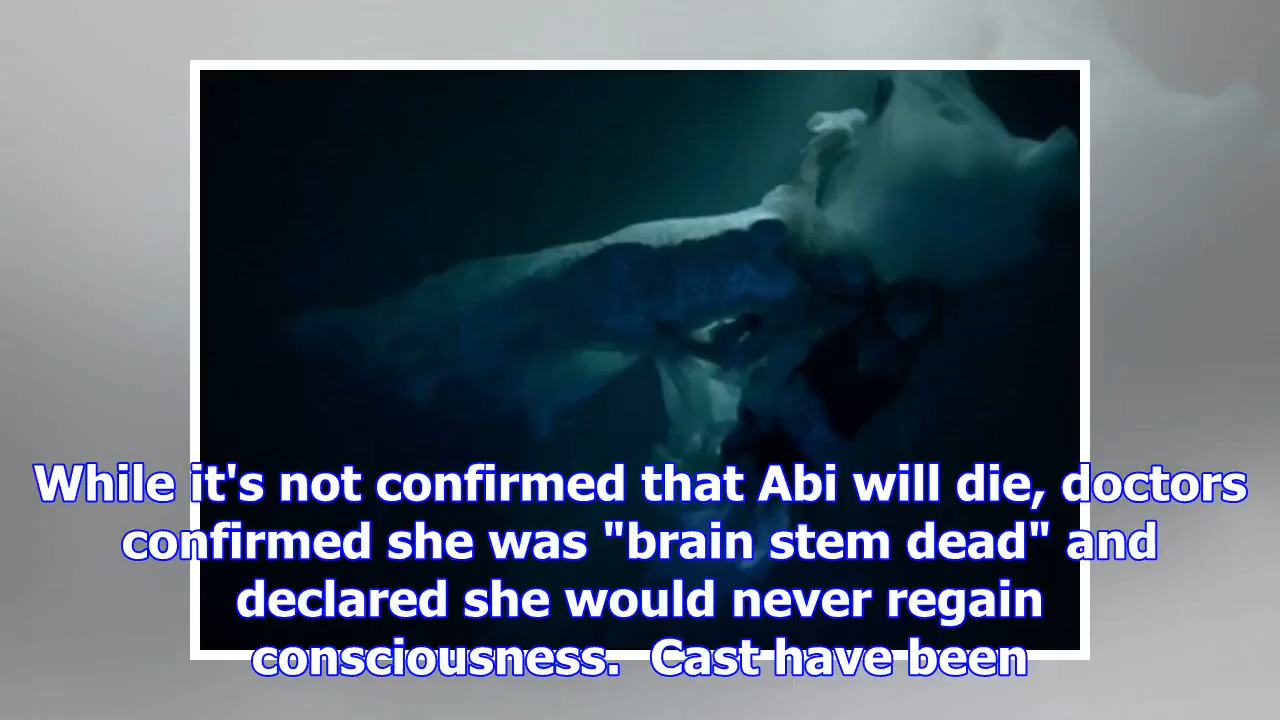 While it's not confirmed that Abi will die, doctors
confirmed she was "brain stem dead" and
declared she would never regain
consciousness.  Cast have been